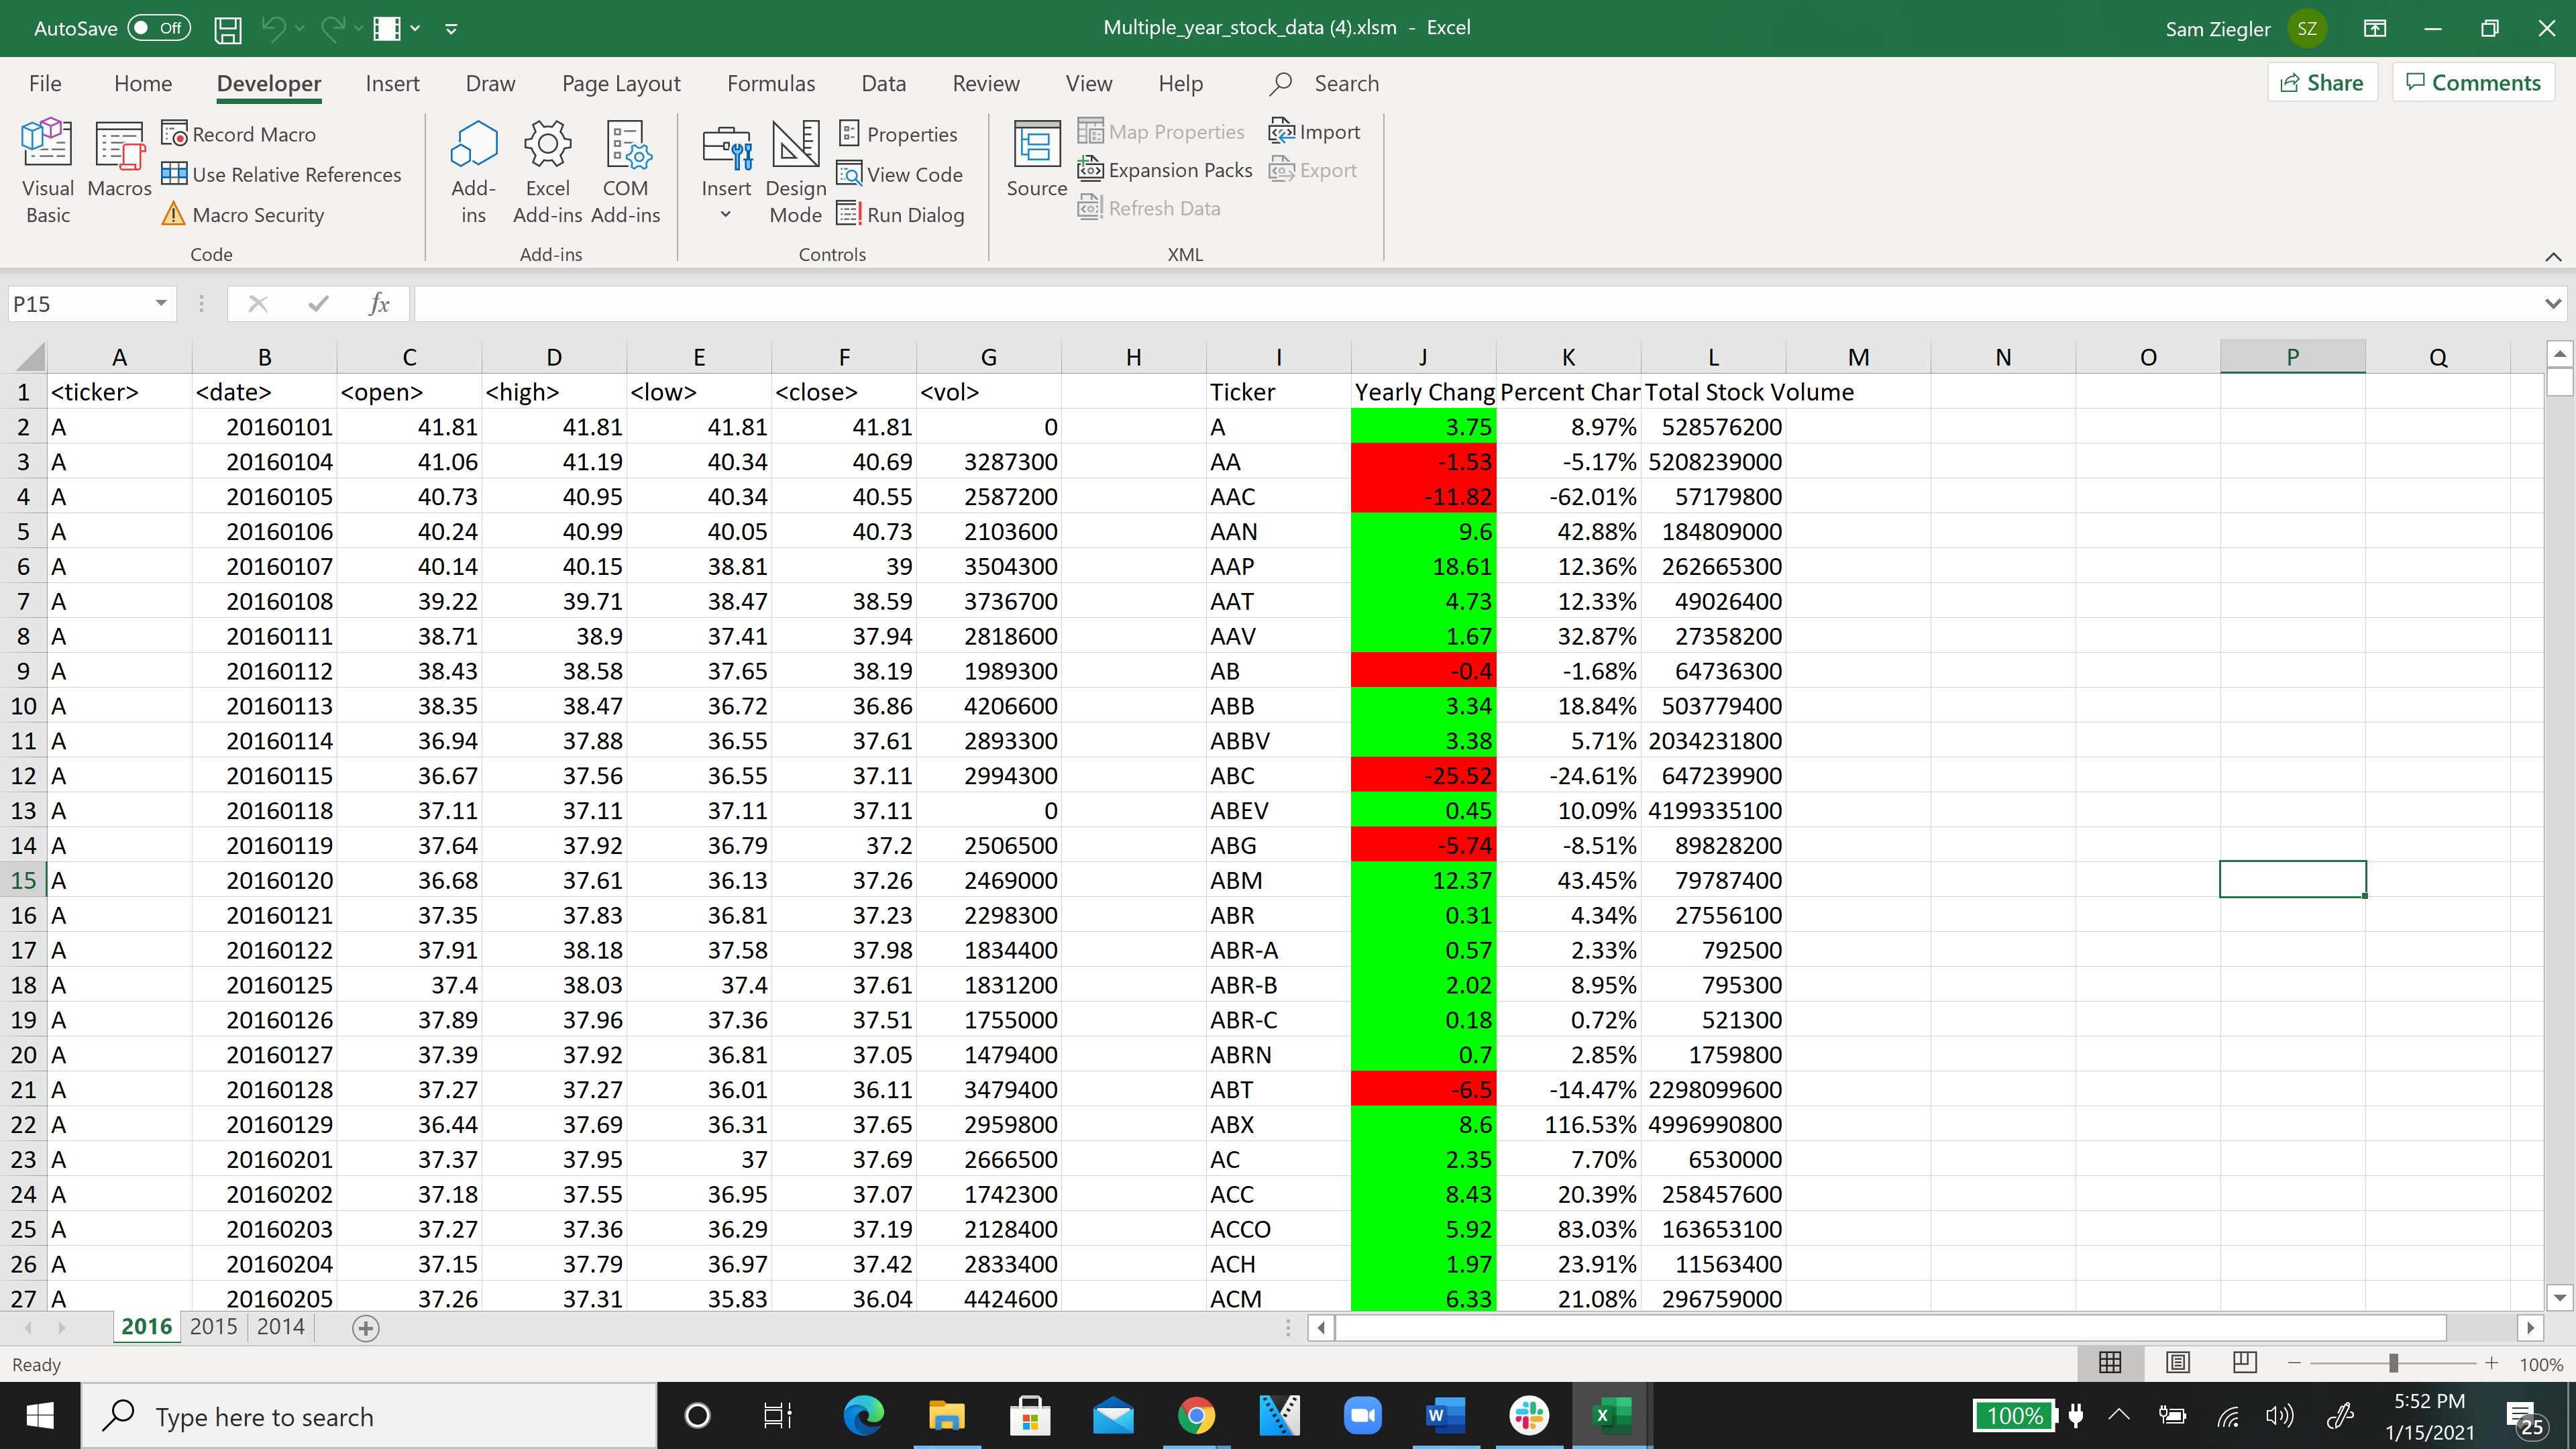 AutoSave Off Multiple_year_stock_data (4).xlsm - Excel Sam Ziegler SZ
File Home Developer Insert Draw Page Layout Formulas Data Review View Help Search Share Comments
Visual Basic Macros Record Macro Use Relative References Macro Security Code
Add-ins Excel Add-ins COM Add-ins Add-ins
Insert Design Mode Properties View Code Run Dialog Controls
Source Map Properties Expansion Packs Refresh Data Import Export XML
P15 fx
A B C D E F G H I J K L M N O P Q
1 <ticker> <date> <open> <high> <low> <close> <vol> Ticker Yearly Chang Percent Char Total Stock Volume
2 A 20160101 41.81 41.81 41.81 41.81 0 A 3.75 8.97% 528576200
3 A 20160104 41.06 41.19 40.34 40.69 3287300 AA -1.53 -5.17% 5208239000
4 A 20160105 40.73 40.95 40.34 40.55 2587200 AAC -11.82 -62.01% 57179800
5 A 20160106 40.24 40.99 40.05 40.73 2103600 AAN 9.6 42.88% 184809000
6 A 20160107 40.14 40.15 38.81 39 3504300 AAP 18.61 12.36% 262665300
7 A 20160108 39.22 39.71 38.47 38.59 3736700 AAT 4.73 12.33% 49026400
8 A 20160111 38.71 38.9 37.41 37.94 2818600 AAV 1.67 32.87% 27358200
9 A 20160112 38.43 38.58 37.65 38.19 1989300 AB -0.4 -1.68% 64736300
10 A 20160113 38.35 38.47 36.72 36.86 4206600 ABB 3.34 18.84% 503779400
11 A 20160114 36.94 37.88 36.55 37.61 2893300 ABBV 3.38 5.71% 2034231800
12 A 20160115 36.67 37.56 36.55 37.11 2994300 ABC -25.52 -24.61% 647239900
13 A 20160118 37.11 37.11 37.11 37.11 0 ABEV 0.45 10.09% 4199335100
14 A 20160119 37.64 37.92 36.79 37.2 2506500 ABG -5.74 -8.51% 89828200
15 A 20160120 36.68 37.61 36.13 37.26 2469000 ABM 12.37 43.45% 79787400
16 A 20160121 37.35 37.83 36.81 37.23 2298300 ABR 0.31 4.34% 27556100
17 A 20160122 37.91 38.18 37.58 37.98 1834400 ABR-A 0.57 2.33% 792500
18 A 20160125 37.4 38.03 37.4 37.61 1831200 ABR-B 2.02 8.95% 795300
19 A 20160126 37.89 37.96 37.36 37.51 1755000 ABR-C 0.18 0.72% 521300
20 A 20160127 37.39 37.92 36.81 37.05 1479400 ABRN 0.7 2.85% 1759800
21 A 20160128 37.27 37.27 36.01 36.11 3479400 ABT -6.5 -14.47% 2298099600
22 A 20160129 36.44 37.69 36.31 37.65 2959800 ABX 8.6 116.53% 4996990800
23 A 20160201 37.37 37.95 37 37.69 2666500 AC 2.35 7.70% 6530000
24 A 20160202 37.18 37.55 36.95 37.07 1742300 ACC 8.43 20.39% 258457600
25 A 20160203 37.27 37.36 36.29 37.19 2128400 ACCO 5.92 83.03% 163653100
26 A 20160204 37.15 37.79 36.97 37.42 2833400 ACH 1.97 23.91% 11563400
27 A 20160205 37.26 37.31 35.83 36.04 4424600 ACM 6.33 21.08% 296759000
2016 2015 2014
Ready 100%
Type here to search W X 100% 5:52 PM
1/15/2021 25